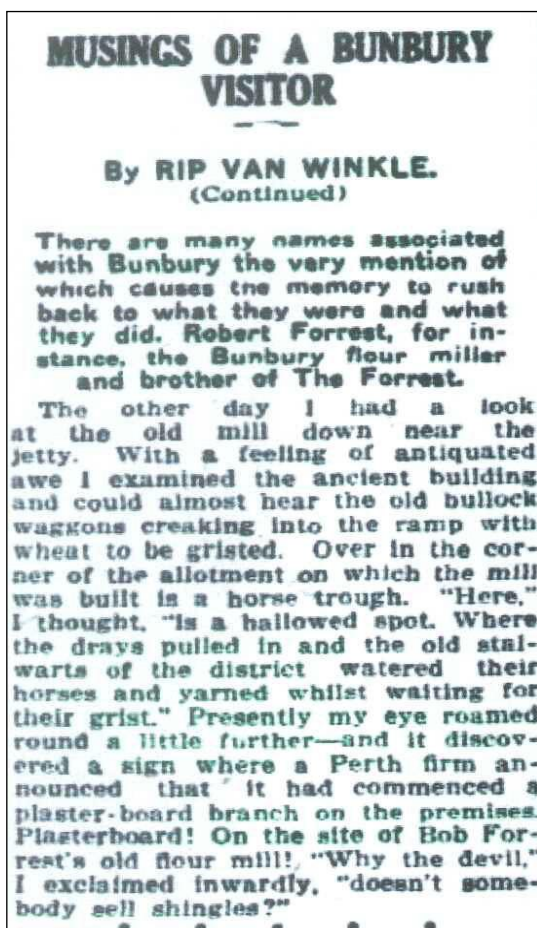 MUSINGS OF A BUNBURY
VISITOR
By RIP VAN WINKLE.
(Continued)
There are many names associated
with Bunbury the very mention of
which causes the memory to rush
back to what they were and what
they did. Robert Forrest, for in-
stance, the Bunbury flour miller
and brother of The Forrest.
The other day I had a look
at the old mill down near the
jetty. With a feeling of antiquated
awe I examined the ancient building
and could almost hear the old bullock
waggons creaking into the ramp with
wheat to be gristed. Over in the cor-
ner of the allotment on which the mill
was built is a horse trough. "Here,"
I thought, "is a hallowed spot. Where
the drays pulled in and the old stal-
warts of the district watered their
horses and yarned whilst waiting for
their grist." Presently my eye roamed
round a little further—and it discov-
ered a sign where a Perth firm an-
nounced that it had commenced a
plaster-board branch on the premises.
Plasterboard! On the site of Bob For-
rest's old flour mill! "Why the devil,"
I exclaimed inwardly, "doesn't some-
body sell shingles?"